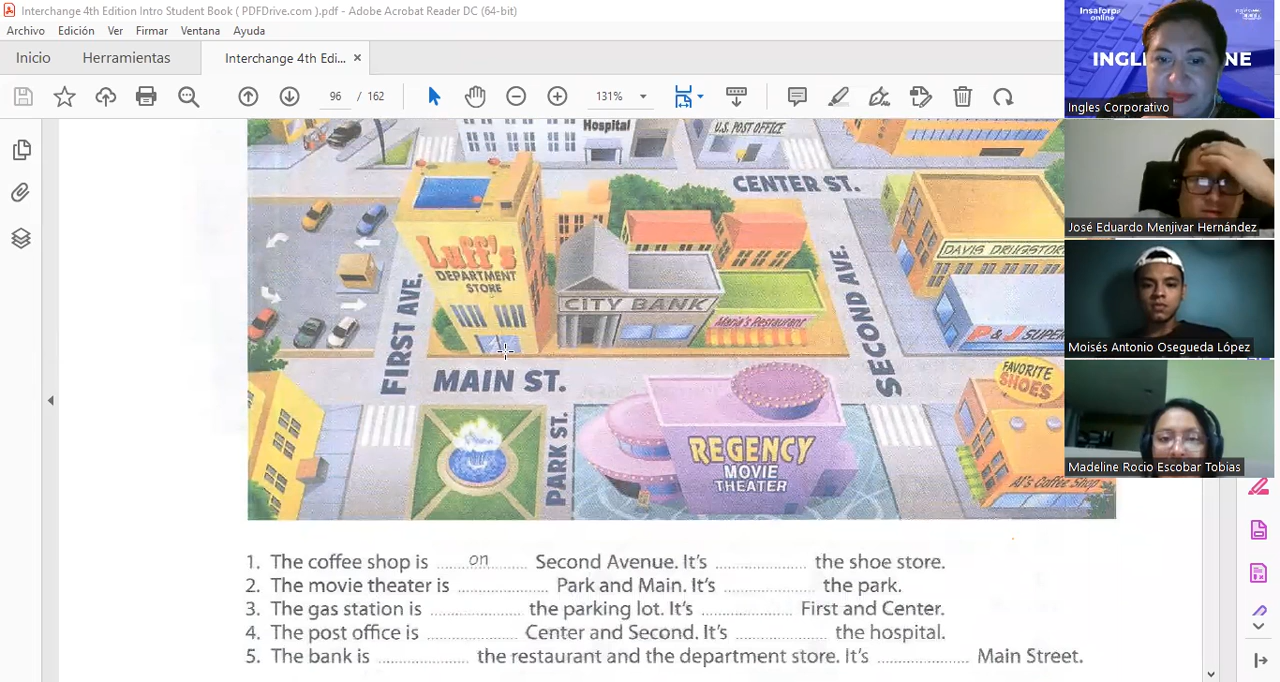 Interchange 4th Edition Intro Student Book ( PDFDrive.com ).pdf - Adobe Acrobat Reader DC (64-bit)
Archivo Edición Ver Firmar Ventana Ayuda
Inicio Herramientas Interchange 4th Edi... ×
96 / 162 131%
Insaforp online
INGL NE
Ingles Corporativo
José Eduardo Menjivar Hernández
Moisés Antonio Osegueda López
Madeline Rocio Escobar Tobias
Hospital
U.S. POST OFFICE
CENTER ST.
Luff's
DEPARTMENT
STORE
CITY BANK
Maria's Restaurant
DAVIS DRUGSTOR
P & J SUPER
FIRST AVE.
SECOND AVE.
MAIN ST.
PARK ST.
REGENCY
MOVIE
THEATER
FAVORITE
SHOES
Al's Coffee Shop
1. The coffee shop is ....on.... Second Avenue. It's ............... the shoe store.
2. The movie theater is ............... Park and Main. It's ............... the park.
3. The gas station is ............... the parking lot. It's ............... First and Center.
4. The post office is ............... Center and Second. It's ............... the hospital.
5. The bank is ............... the restaurant and the department store. It's ............... Main Street.